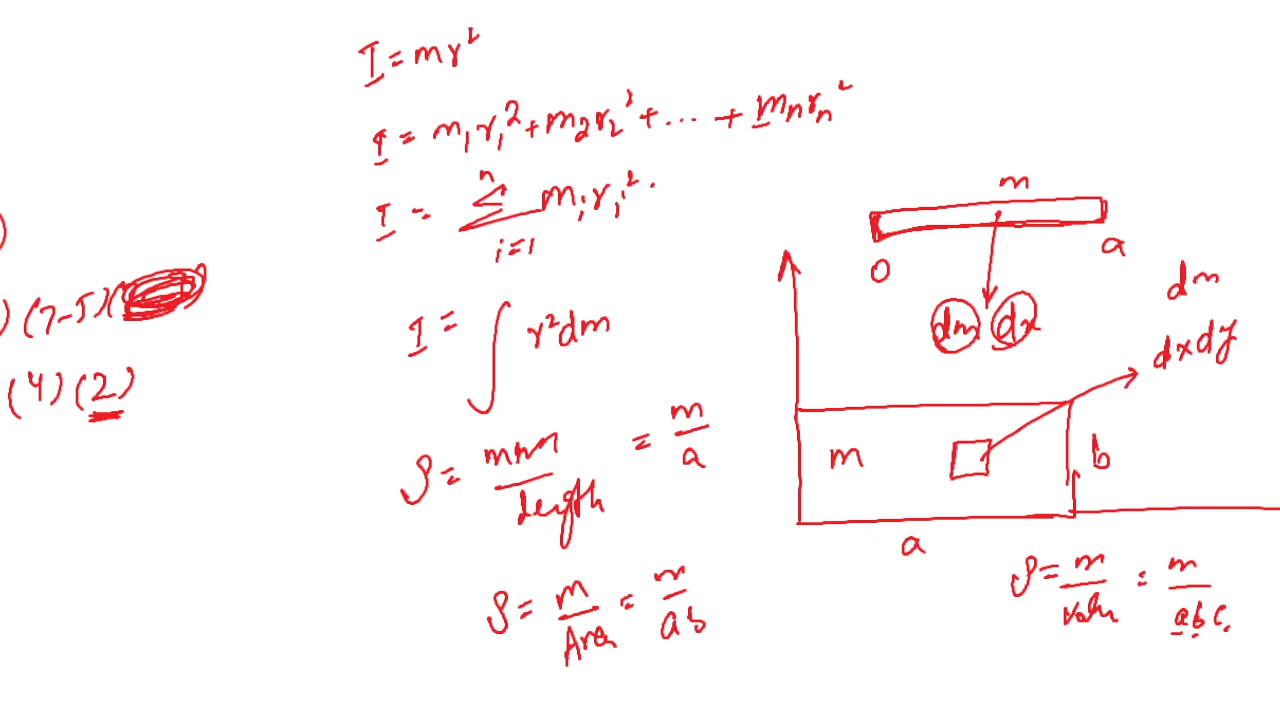 I = mr²
I = m₁r₁² + m₂r₂² + ... + mₙrₙ²
I = Σ_{i=1}^{n} mᵢrᵢ².
I = ∫ r²dm
ρ = mass/length = m/a
ρ = m/Area = m/ab
) (7-5)(
(4)(2)
m
0 a
dm dx
dm
dxdy
m b
a
ρ = m/Volu = m/abc